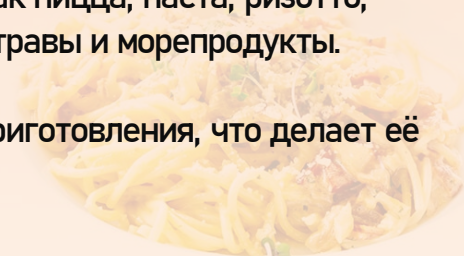 ак пицца, паста, ризотто,
травы и морепродукты.
риготовления, что делает её